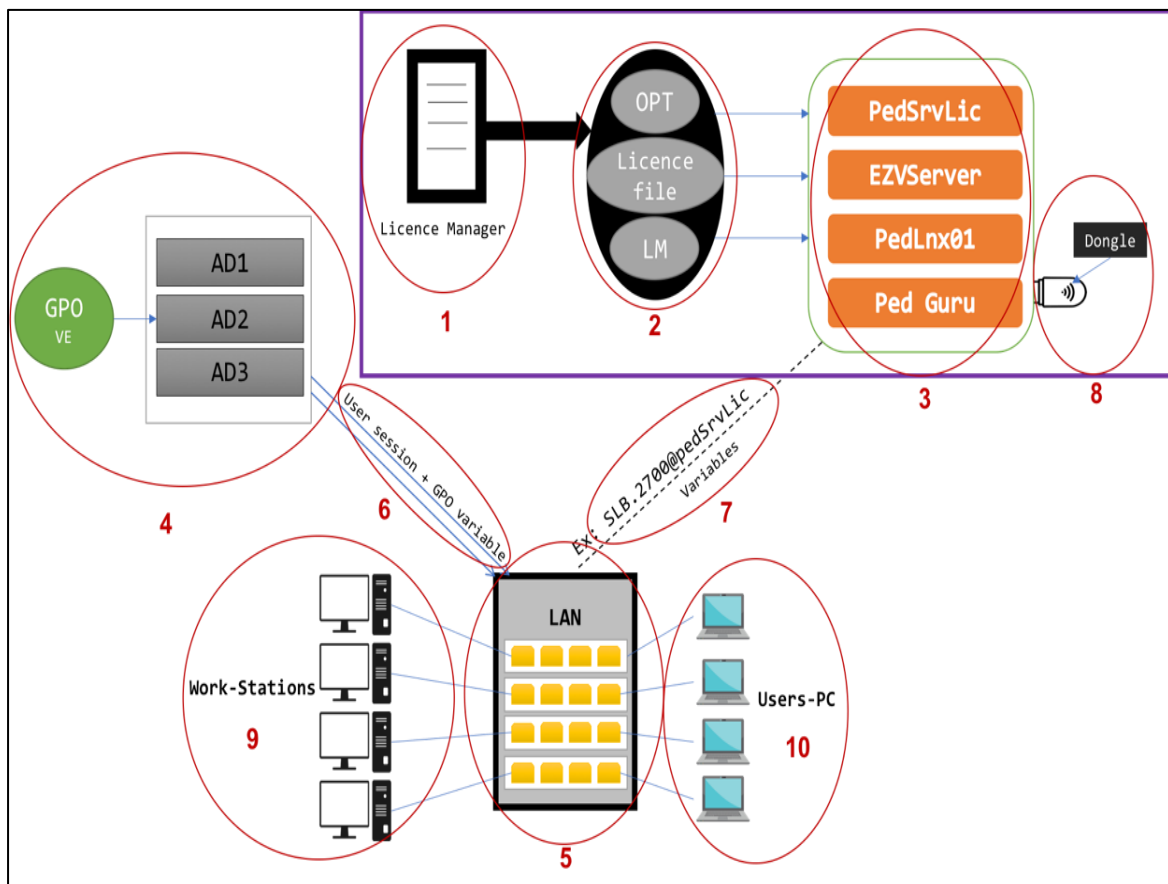 OPT
Licence
file
LM
Licence Manager
1
2
PedSrvLic
EZVServer
PedLnx01
Ped Guru
3
Dongle
8
GPO
VE
AD1
AD2
AD3
4
User session + GPO variable
6
Ex: SLB.2700@pedSrvLic
Variables
7
LAN
5
Work-Stations
9
Users-PC
10